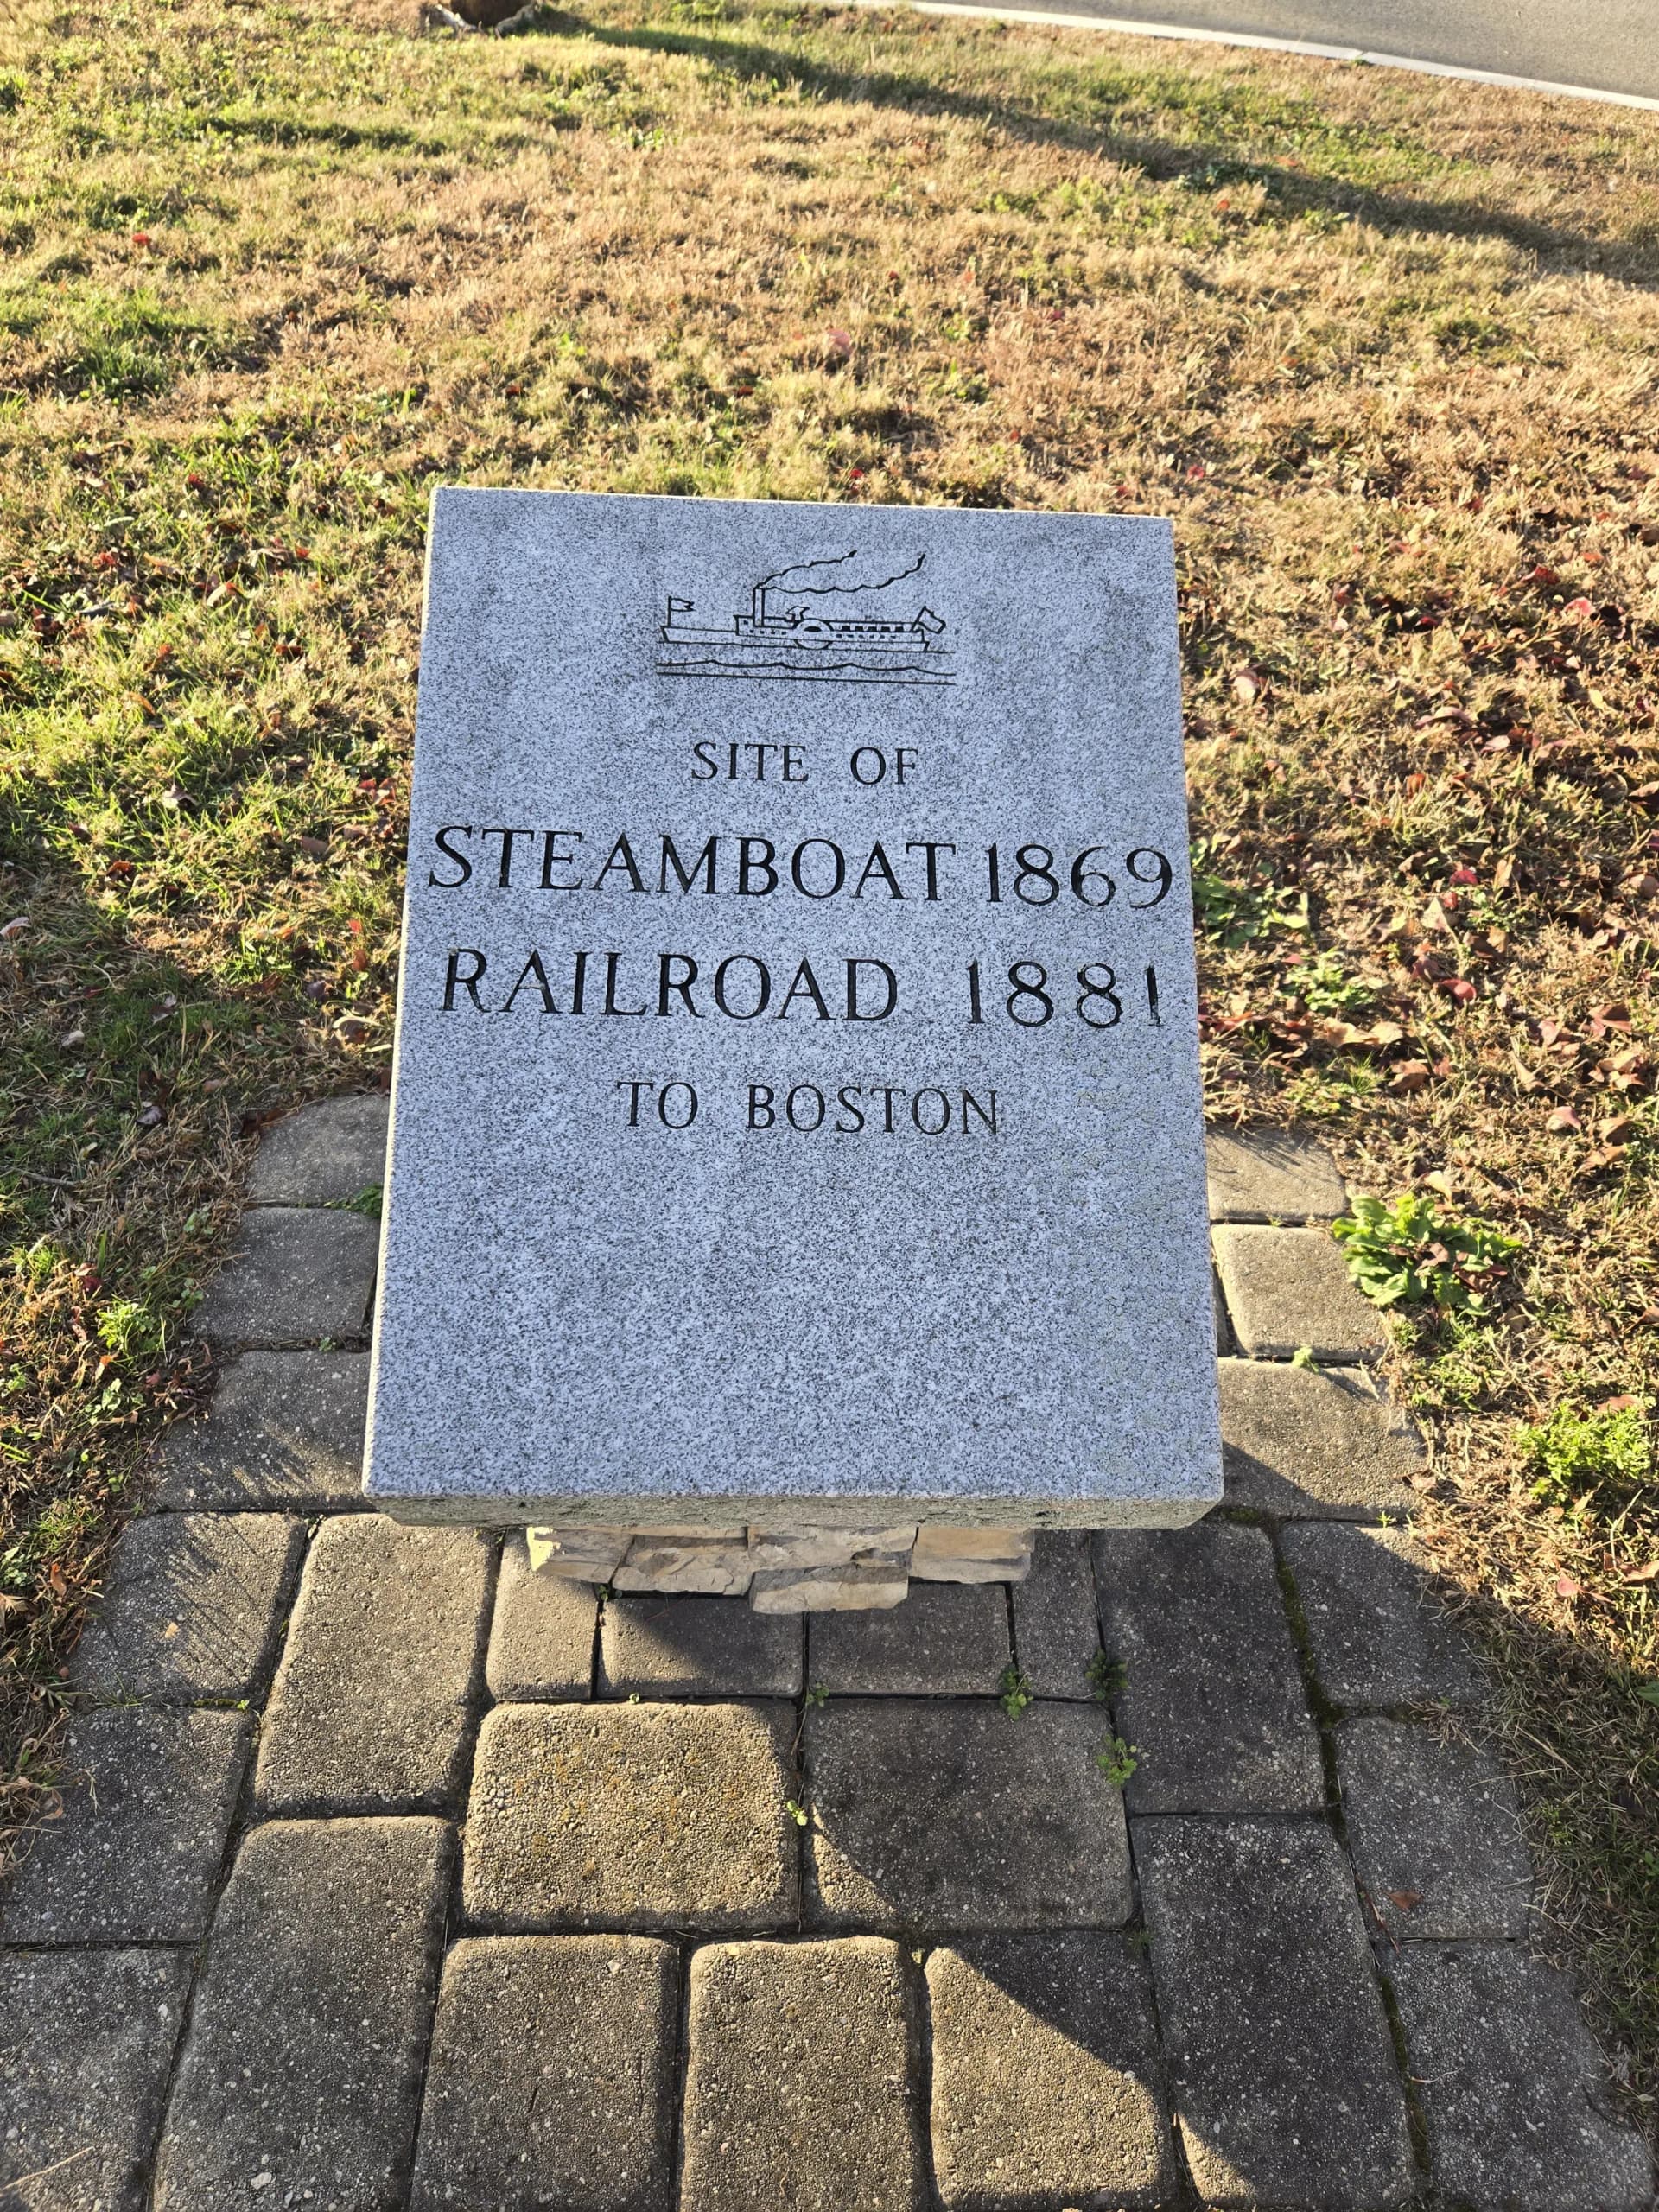 SITE OF
STEAMBOAT 1869
RAILROAD 1881
TO BOSTON